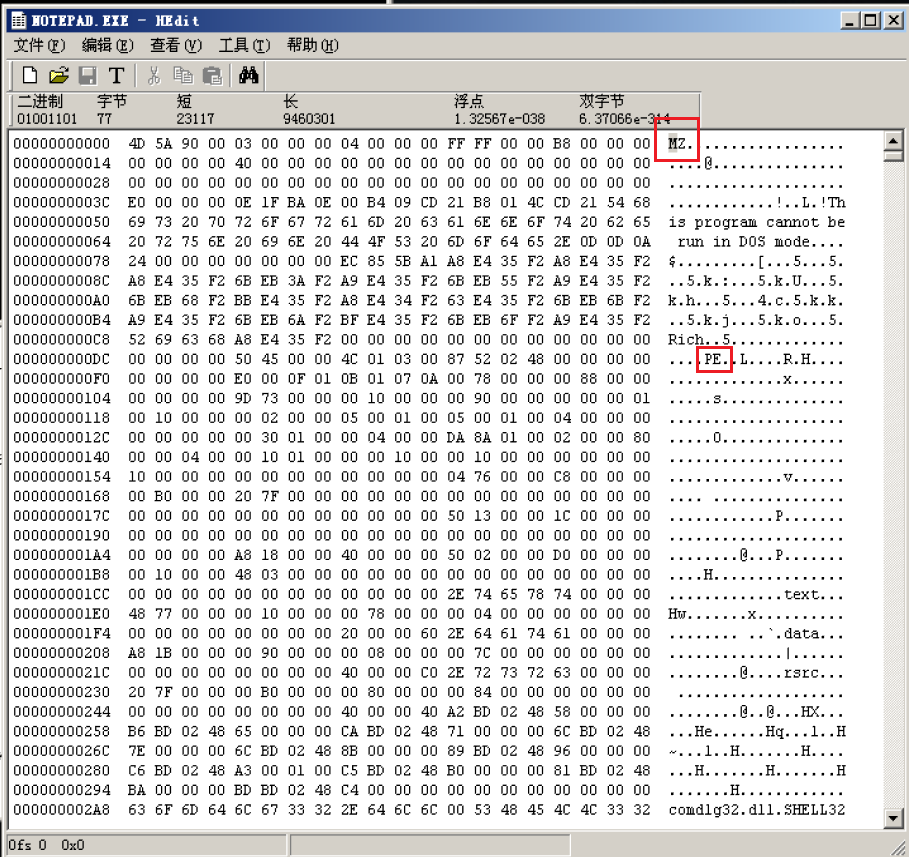 NOTEPAD.EXE - HEdit
文件(F) 编辑(E) 查看(V) 工具(T) 帮助(H)
T
二进制 字节 短 长 浮点 双字节
01001101 77 23117 9460301 1.32567e-038 6.37066e-314
00000000000 4D 5A 90 00 03 00 00 00 04 00 00 00 FF FF 00 00 B8 00 00 00 MZ..................
00000000014 00 00 00 00 40 00 00 00 00 00 00 00 00 00 00 00 00 00 00 00 ....@...............
00000000028 00 00 00 00 00 00 00 00 00 00 00 00 00 00 00 00 00 00 00 00 ....................
0000000003C E0 00 00 00 0E 1F BA 0E 00 B4 09 CD 21 B8 01 4C CD 21 54 68 ............!..L.!Th
00000000050 69 73 20 70 72 6F 67 72 61 6D 20 63 61 6E 6E 6F 74 20 62 65 is program cannot be
00000000064 20 72 75 6E 20 69 6E 20 44 4F 53 20 6D 6F 64 65 2E 0D 0D 0A run in DOS mode....
00000000078 24 00 00 00 00 00 00 00 EC 85 5B A1 A8 E4 35 F2 A8 E4 35 F2 $.........[...5...5.
0000000008C A8 E4 35 F2 6B EB 3A F2 A9 E4 35 F2 6B EB 55 F2 A9 E4 35 F2 ..5.k.:...5.k.U...5.
000000000A0 6B EB 68 F2 BB E4 35 F2 A8 E4 34 F2 63 E4 35 F2 6B EB 6B F2 k.h...5...4.c.5.k.k.
000000000B4 A9 E4 35 F2 6B EB 6A F2 BF E4 35 F2 6B EB 6F F2 A9 E4 35 F2 ..5.k.j...5.k.o...5.
000000000C8 52 69 63 68 A8 E4 35 F2 00 00 00 00 00 00 00 00 00 00 00 00 Rich..5.............
000000000DC 00 00 00 00 50 45 00 00 4C 01 03 00 87 52 02 48 00 00 00 00 ....PE..L....R.H....
000000000F0 00 00 00 00 E0 00 0F 01 0B 01 07 0A 00 78 00 00 00 88 00 00 .............x......
00000000104 00 00 00 00 9D 73 00 00 00 10 00 00 00 90 00 00 00 00 00 01 .....s..............
00000000118 00 10 00 00 00 02 00 00 05 00 01 00 05 00 01 00 04 00 00 00 ....................
0000000012C 00 00 00 00 00 30 01 00 00 04 00 00 DA 8A 01 00 02 00 00 80 .....0..............
00000000140 00 00 04 00 00 10 01 00 00 00 10 00 00 10 00 00 00 00 00 00 ....................
00000000154 10 00 00 00 00 00 00 00 00 00 00 00 04 76 00 00 C8 00 00 00 .............v......
00000000168 00 B0 00 00 20 7F 00 00 00 00 00 00 00 00 00 00 00 00 00 00 .... ...............
0000000017C 00 00 00 00 00 00 00 00 00 00 00 00 50 13 00 00 1C 00 00 00 ............P.......
00000000190 00 00 00 00 00 00 00 00 00 00 00 00 00 00 00 00 00 00 00 00 ....................
000000001A4 00 00 00 00 A8 18 00 00 40 00 00 00 50 02 00 00 D0 00 00 00 ........@...P.......
000000001B8 00 10 00 00 48 03 00 00 00 00 00 00 00 00 00 00 00 00 00 00 ....H...............
000000001CC 00 00 00 00 00 00 00 00 00 00 00 00 2E 74 65 78 74 00 00 00 .............text...
000000001E0 48 77 00 00 00 10 00 00 00 78 00 00 00 04 00 00 00 00 00 00 Hw.......x..........
000000001F4 00 00 00 00 00 00 00 00 20 00 00 60 2E 64 61 74 61 00 00 00 ........ ..`.data...
00000000208 A8 1B 00 00 00 90 00 00 00 08 00 00 00 7C 00 00 00 00 00 00 .............|......
0000000021C 00 00 00 00 00 00 00 00 40 00 00 C0 2E 72 73 72 63 00 00 00 ........@....rsrc...
00000000230 20 7F 00 00 00 B0 00 00 00 80 00 00 00 84 00 00 00 00 00 00 ...................
00000000244 00 00 00 00 00 00 00 00 40 00 00 40 A2 BD 02 48 58 00 00 00 ........@..@...HX...
00000000258 B6 BD 02 48 65 00 00 00 CA BD 02 48 71 00 00 00 6C BD 02 48 ...He......Hq...l..H
0000000026C 7E 00 00 00 6C BD 02 48 8B 00 00 00 89 BD 02 48 96 00 00 00 ~...l..H.......H....
00000000280 C6 BD 02 48 A3 00 01 00 C5 BD 02 48 B0 00 00 00 81 BD 02 48 ...H.......H.......H
00000000294 BA 00 00 00 BD BD 02 48 C4 00 00 00 00 00 00 00 00 00 00 00 .......H............
000000002A8 63 6F 6D 64 6C 67 33 32 2E 64 6C 6C 00 53 48 45 4C 4C 33 32 comdlg32.dll.SHELL32
Ofs 0 0x0